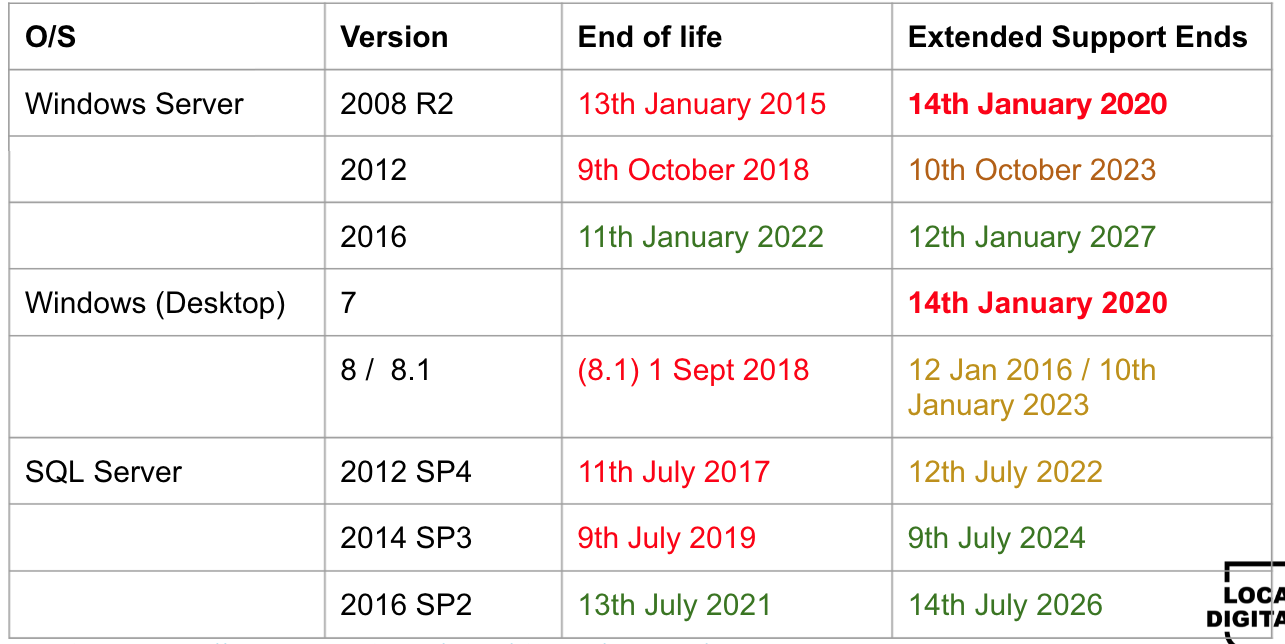 O/S Version End of life Extended Support Ends
Windows Server 2008 R2 13th January 2015 14th January 2020
2012 9th October 2018 10th October 2023
2016 11th January 2022 12th January 2027
Windows (Desktop) 7 14th January 2020
8 /  8.1 (8.1) 1 Sept 2018 12 Jan 2016 / 10th
January 2023
SQL Server 2012 SP4 11th July 2017 12th July 2022
2014 SP3 9th July 2019 9th July 2024
2016 SP2 13th July 2021 14th July 2026
LOCA
DIGITA